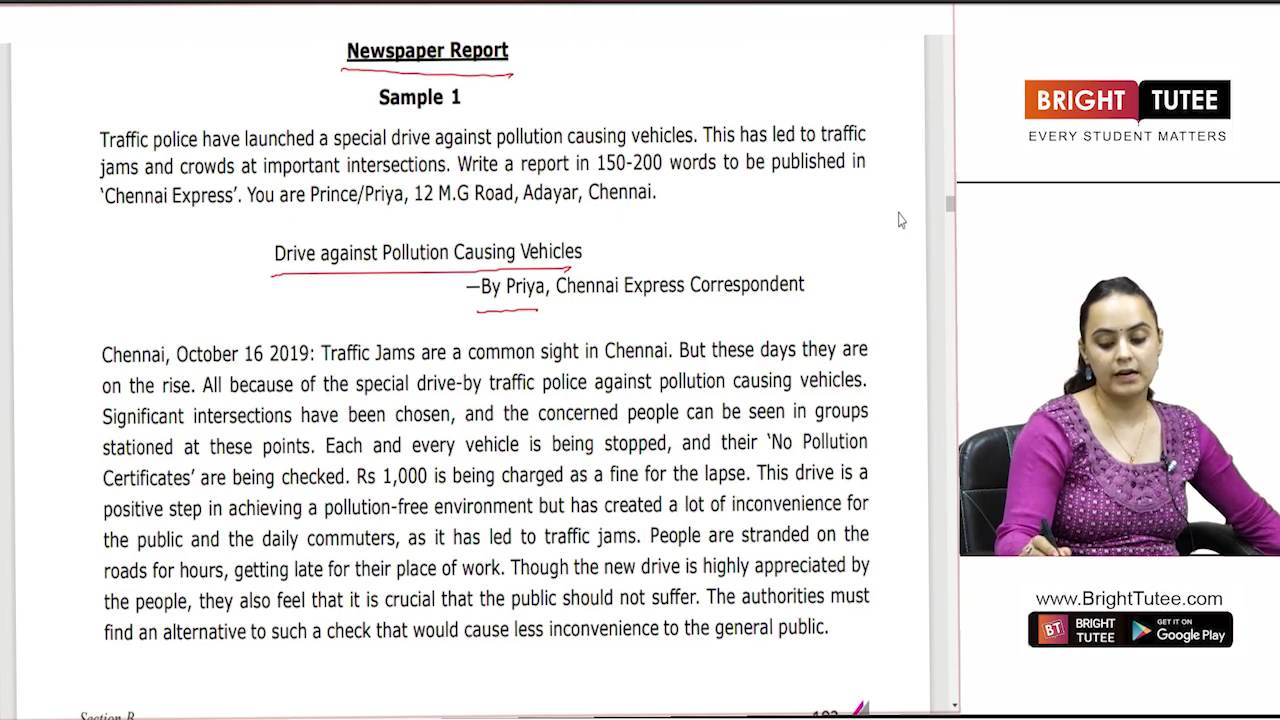 Newspaper Report
Sample 1
Traffic police have launched a special drive against pollution causing vehicles. This has led to traffic
jams and crowds at important intersections. Write a report in 150-200 words to be published in
‘Chennai Express’. You are Prince/Priya, 12 M.G Road, Adayar, Chennai.
Drive against Pollution Causing Vehicles
—By Priya, Chennai Express Correspondent
Chennai, October 16 2019: Traffic Jams are a common sight in Chennai. But these days they are
on the rise. All because of the special drive-by traffic police against pollution causing vehicles.
Significant intersections have been chosen, and the concerned people can be seen in groups
stationed at these points. Each and every vehicle is being stopped, and their ‘No Pollution
Certificates’ are being checked. Rs 1,000 is being charged as a fine for the lapse. This drive is a
positive step in achieving a pollution-free environment but has created a lot of inconvenience for
the public and the daily commuters, as it has led to traffic jams. People are stranded on the
roads for hours, getting late for their place of work. Though the new drive is highly appreciated by
the people, they also feel that it is crucial that the public should not suffer. The authorities must
find an alternative to such a check that would cause less inconvenience to the general public.
BRIGHT TUTEE
EVERY STUDENT MATTERS
www.BrightTutee.com
BT BRIGHT TUTEE
GET IT ON
Google Play